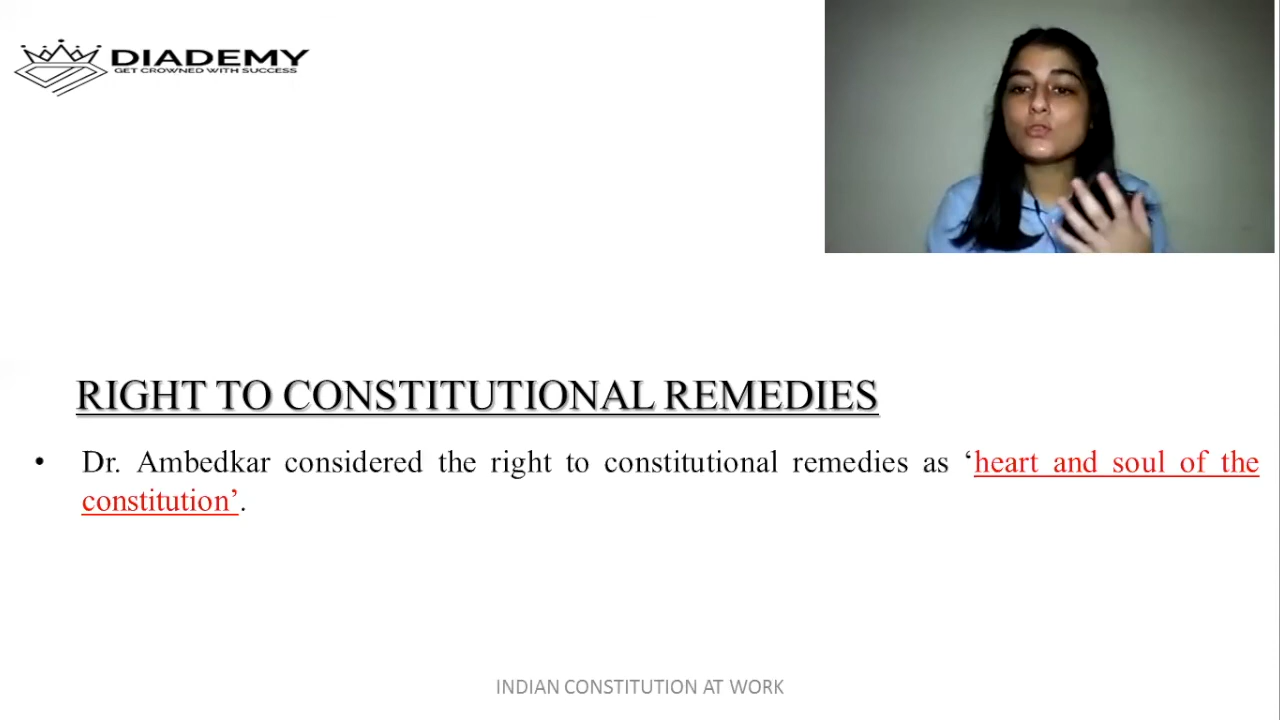 DIADEMY
GET CROWNED WITH SUCCESS
RIGHT TO CONSTITUTIONAL REMEDIES
• Dr. Ambedkar considered the right to constitutional remedies as ‘heart and soul of the
constitution’.
INDIAN CONSTITUTION AT WORK